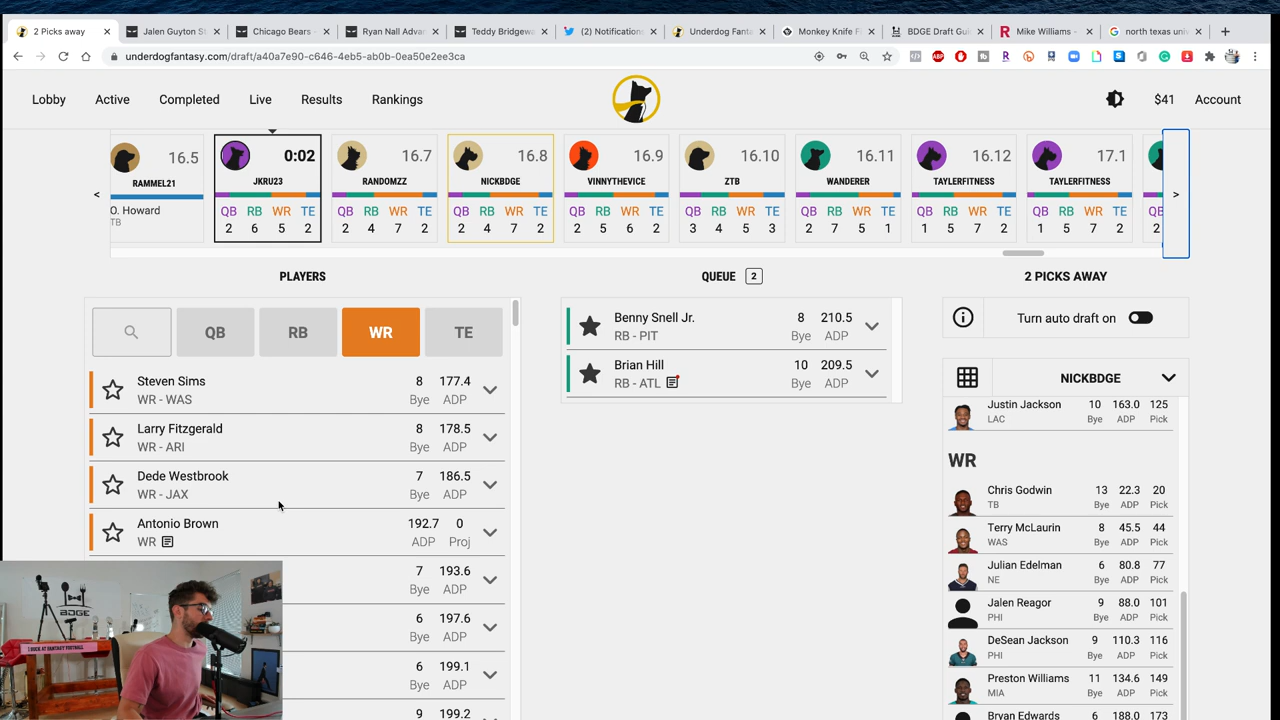 2 Picks away
Jalen Guyton St
Chicago Bears -
Ryan Nall Advar
Teddy Bridgewa
(2) Notifications
Underdog Fanta
Monkey Knife Fi
BDGE Draft Gui
Mike Williams -
north texas univ
underdogfantasy.com/draft/a40a7e90-c646-4eb5-ab0b-0ea50e2ee3ca
Lobby Active Completed Live Results Rankings $41 Account
16.5
RAMMEL21
O. Howard
TB
0:02
JKRU23
QB RB WR TE
2 6 5 2
16.7
RANDOMZZ
QB RB WR TE
2 4 7 2
16.8
NICKBDGE
QB RB WR TE
2 4 7 2
16.9
VINNYTHEVICE
QB RB WR TE
2 5 6 2
16.10
ZTB
QB RB WR TE
3 4 5 3
16.11
WANDERER
QB RB WR TE
2 7 5 1
16.12
TAYLERFITNESS
QB RB WR TE
1 5 7 2
17.1
TAYLERFITNESS
QB RB WR TE
1 5 7 2
QB
2
< >
PLAYERS
QB RB WR TE
Steven Sims 8 177.4
WR - WAS Bye ADP
Larry Fitzgerald 8 178.5
WR - ARI Bye ADP
Dede Westbrook 7 186.5
WR - JAX Bye ADP
Antonio Brown 192.7 0
WR ADP Proj
7 193.6
Bye ADP
6 197.6
Bye ADP
6 199.1
Bye ADP
9 199.2
BDGE
I SUCK AT FANTASY FOOTBALL
QUEUE 2
Benny Snell Jr. 8 210.5
RB - PIT Bye ADP
Brian Hill 10 209.5
RB - ATL Bye ADP
2 PICKS AWAY
Turn auto draft on
NICKBDGE
Justin Jackson 10 163.0 125
LAC Bye ADP Pick
WR
Chris Godwin 13 22.3 20
TB Bye ADP Pick
Terry McLaurin 8 45.5 44
WAS Bye ADP Pick
Julian Edelman 6 80.8 77
NE Bye ADP Pick
Jalen Reagor 9 88.0 101
PHI Bye ADP Pick
DeSean Jackson 9 110.3 116
PHI Bye ADP Pick
Preston Williams 11 134.6 149
MIA Bye ADP Pick
Bryan Edwards 6 188.0 173